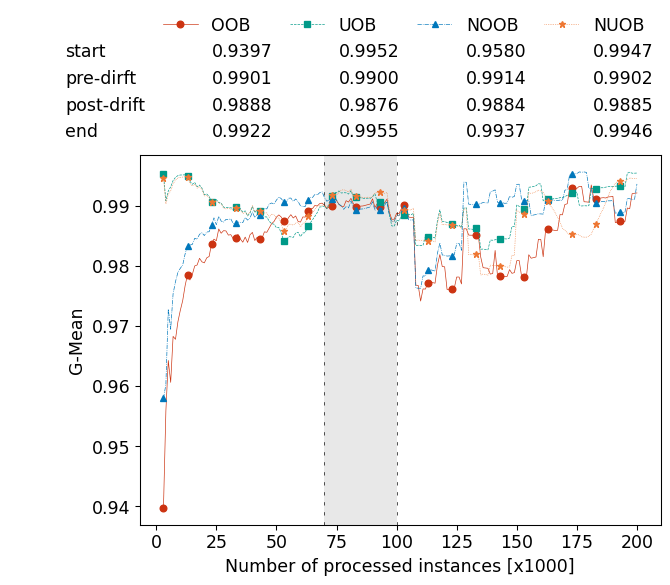 OOB UOB NOOB NUOB
start 0.9397 0.9952 0.9580 0.9947
pre-dirft 0.9901 0.9900 0.9914 0.9902
post-drift 0.9888 0.9876 0.9884 0.9885
end 0.9922 0.9955 0.9937 0.9946
0.99
0.98
0.97
0.96
0.95
0.94
G-Mean
0 25 50 75 100 125 150 175 200
Number of processed instances [x1000]